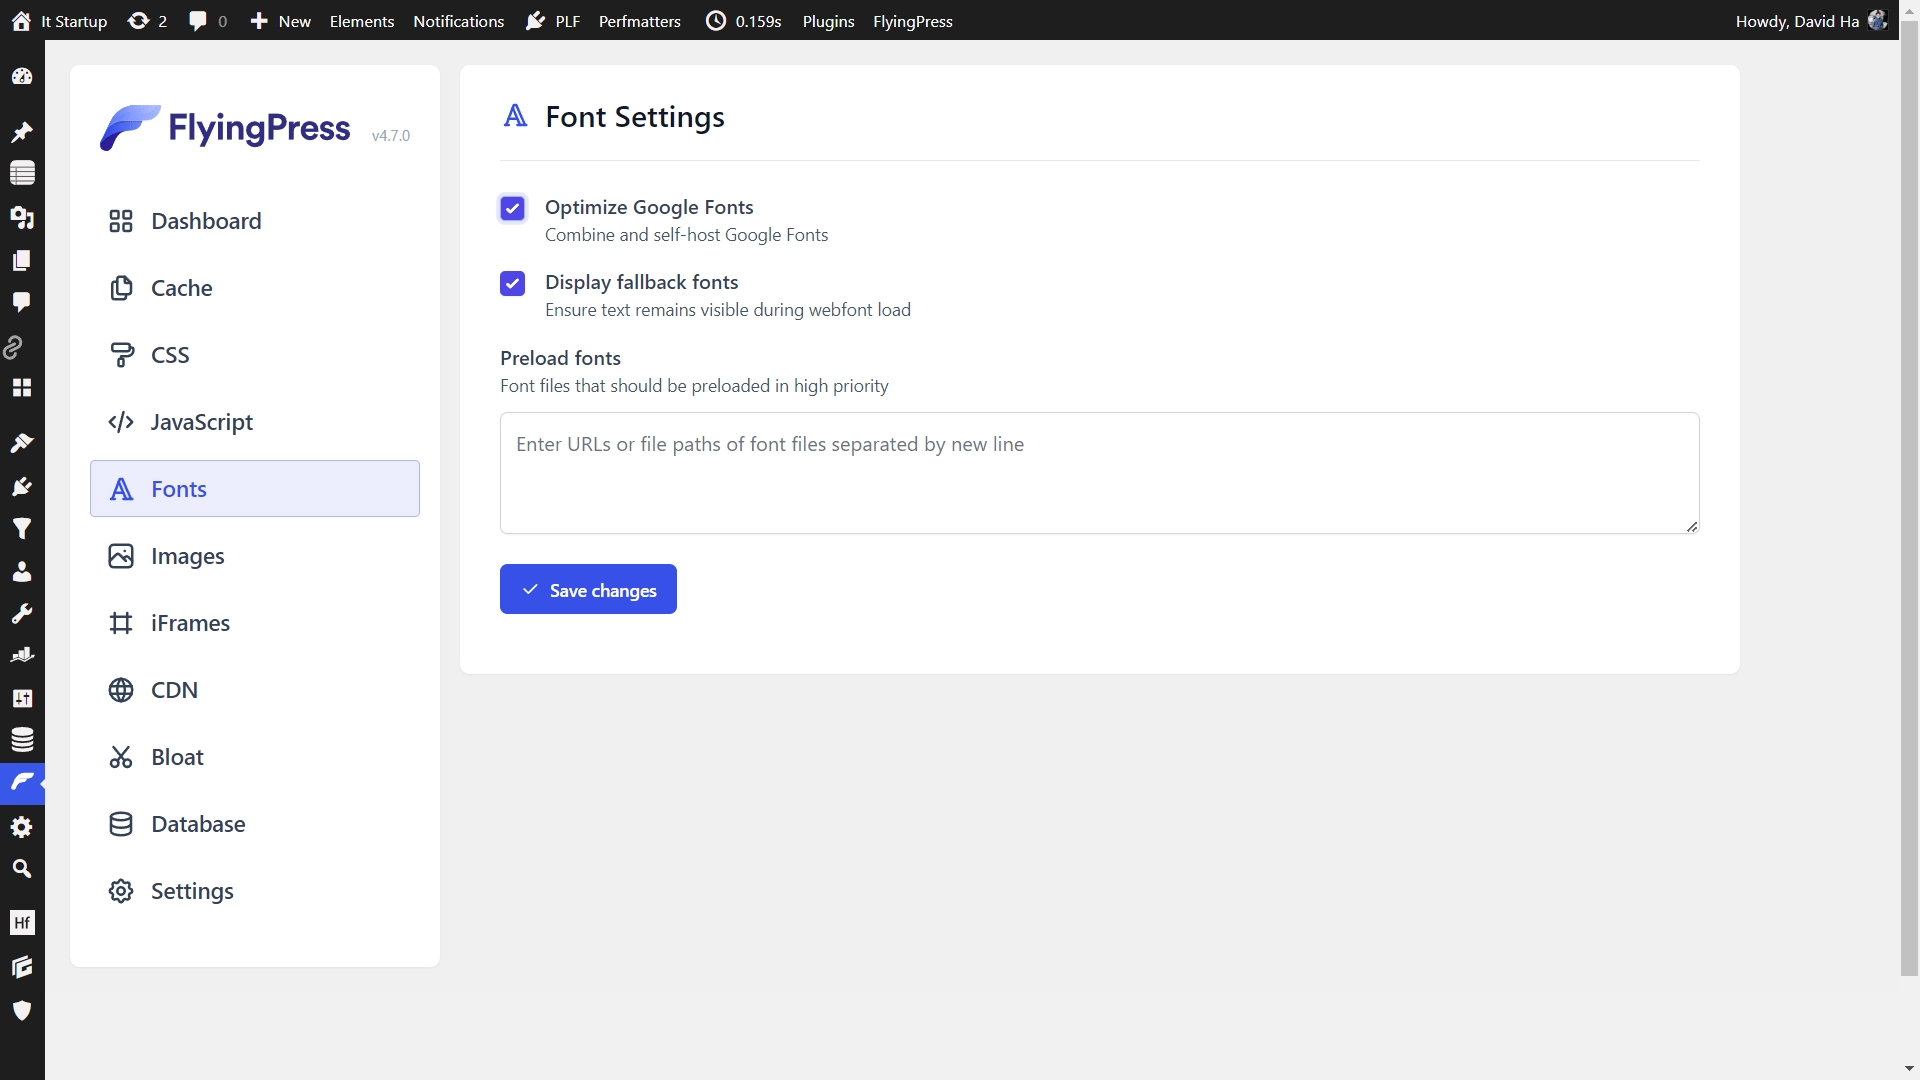 It Startup 2 0 New Elements Notifications PLF Perfmatters 0.159s Plugins FlyingPress Howdy, David Ha
FlyingPress v4.7.0
Dashboard
Cache
CSS
JavaScript
Fonts
Images
iFrames
CDN
Bloat
Database
Settings
Hf
Font Settings
Optimize Google Fonts
Combine and self-host Google Fonts
Display fallback fonts
Ensure text remains visible during webfont load
Preload fonts
Font files that should be preloaded in high priority
Enter URLs or file paths of font files separated by new line
Save changes